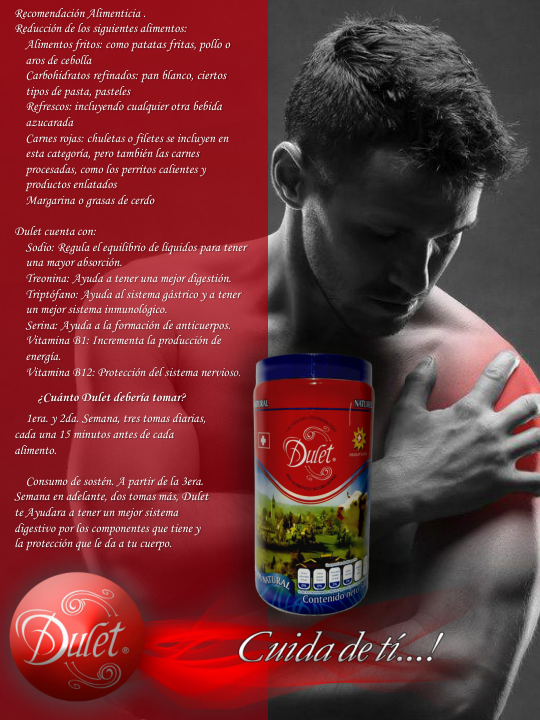 Recomendación Alimenticia .
Reducción de los siguientes alimentos:
Alimentos fritos: como patatas fritas, pollo o
aros de cebolla
Carbohidratos refinados: pan blanco, ciertos
tipos de pasta, pasteles
Refrescos: incluyendo cualquier otra bebida
azucarada
Carnes rojas: chuletas o filetes se incluyen en
esta categoría, pero también las carnes
procesadas, como los perritos calientes y
productos enlatados
Margarina o grasas de cerdo
Dulet cuenta con:
Sodio: Regula el equilibrio de líquidos para tener
una mayor absorción.
Treonina: Ayuda a tener una mejor digestión.
Triptófano: Ayuda al sistema gástrico y a tener
un mejor sistema inmunológico.
Serina: Ayuda a la formación de anticuerpos.
Vitamina B1: Incrementa la producción de
energía.
Vitamina B12: Protección del sistema nervioso.
¿Cuánto Dulet debería tomar?
1era. y 2da. Semana, tres tomas diarias,
cada una 15 minutos antes de cada
alimento.
Consumo de sostén. A partir de la 3era.
Semana en adelante, dos tomas más, Dulet
te Ayudara a tener un mejor sistema
digestivo por los componentes que tiene y
la protección que le da a tu cuerpo.
NATURAL
Dulet®
NATURAL
Contenido neto
Dulet®
Cuida de tí...!